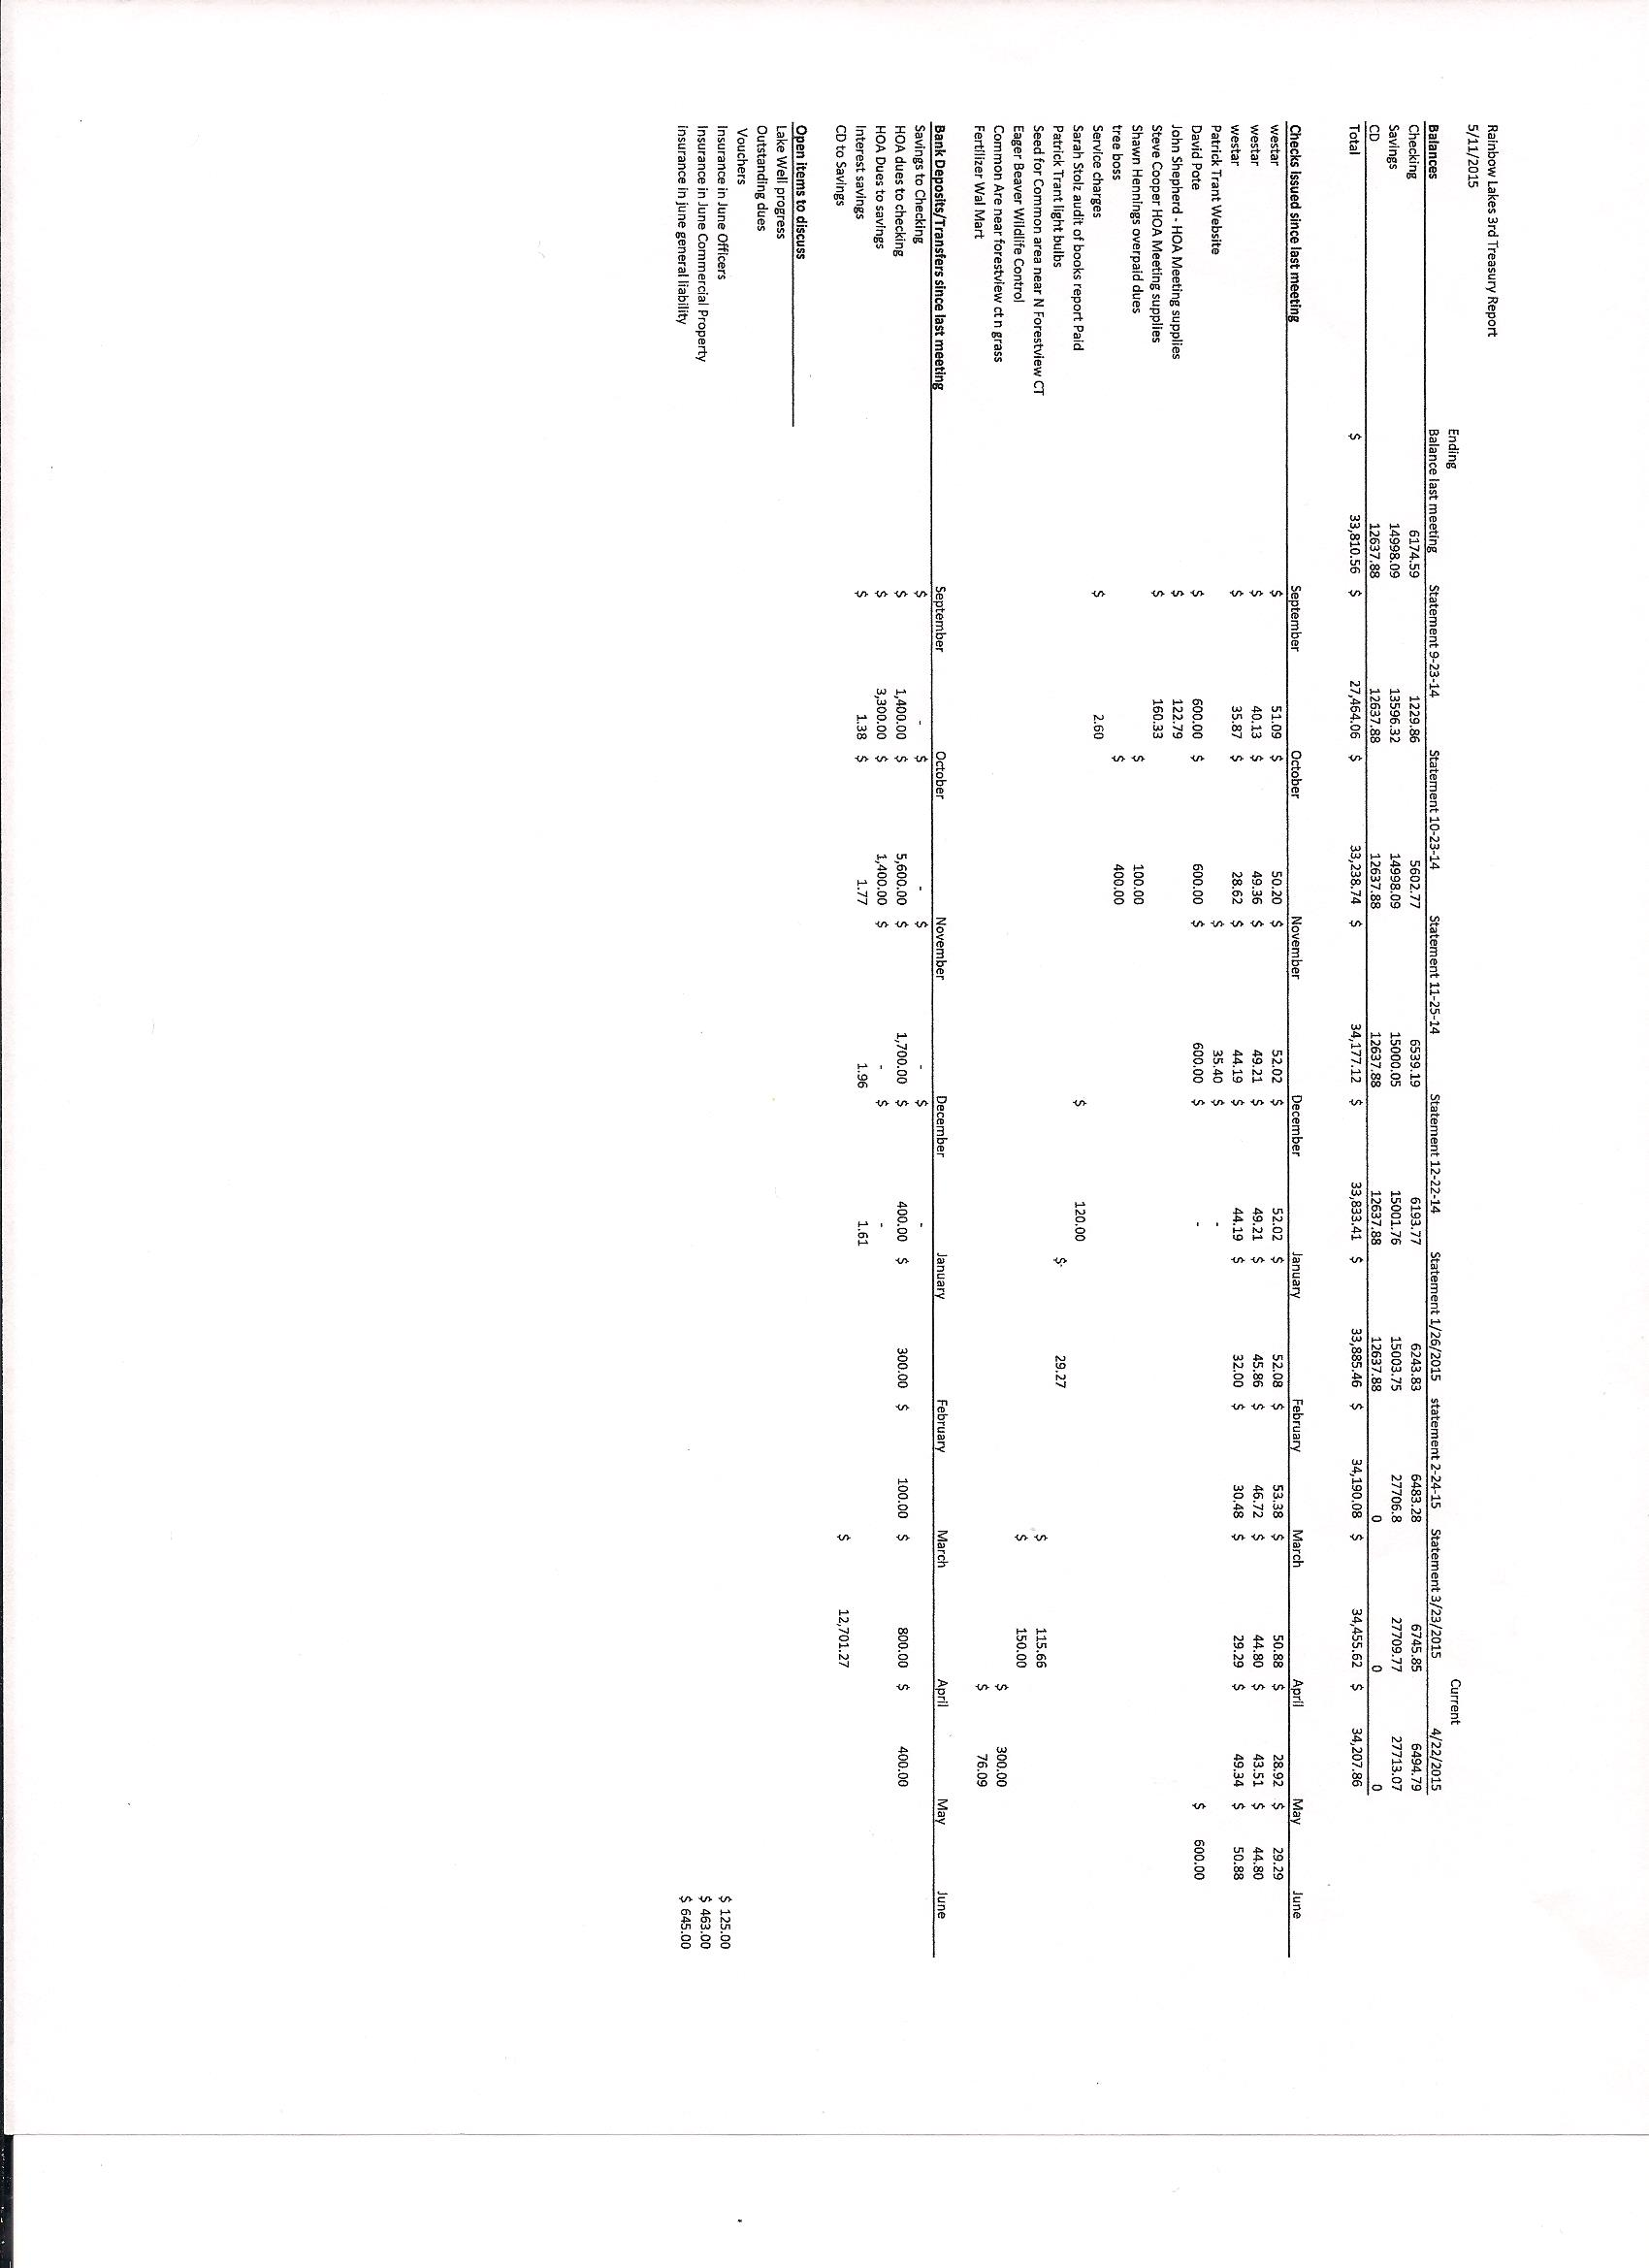 Rainbow Lakes 3rd Treasury Report
5/11/2015
Ending Current
Balances Balance last meeting Statement 9-23-14 Statement 10-23-14 Statement 11-25-14 Statement 12-22-14 Statement 1/26/2015 statement 2-24-15 Statement 3/23/2015 4/22/2015
Checking 6174.59 1229.86 5602.77 6539.19 6193.77 6243.83 6483.28 6745.85 6494.79
Savings 14998.09 13596.32 14998.09 15000.05 15001.76 15003.75 27706.8 27709.77 27713.07
CD 12637.88 12637.88 12637.88 12637.88 12637.88 12637.88 0 0 0
Total $ 33,810.56 $ 27,464.06 $ 33,238.74 $ 34,177.12 $ 33,833.41 $ 33,885.46 $ 34,190.08 $ 34,455.62 $ 34,207.86
Checks Issued since last meeting September October November December January February March April May June
westar $ 51.09 $ 50.20 $ 52.02 $ 52.02 $ 52.08 $ 53.38 $ 50.88 $ 28.92 $ 29.29
westar $ 40.13 $ 49.36 $ 49.21 $ 49.21 $ 45.86 $ 46.72 $ 44.80 $ 43.51 $ 44.80
westar $ 35.87 $ 28.62 $ 44.19 $ 44.19 $ 32.00 $ 30.48 $ 29.29 $ 49.34 $ 50.88
Patrick Trant Website $ 35.40 $ -
David Pote $ 600.00 $ 600.00 $ 600.00 $ - $ 600.00
John Shepherd - HOA Meeting supplies $ 122.79
Steve Cooper HOA Meeting supplies $ 160.33
Shawn Hennings overpaid dues $ 100.00
tree boss $ 400.00
Service charges $ 2.60
Sarah Stolz audit of books report Paid $ 120.00
Patrick Trant light bulbs $ 29.27
Seed for Common area near N Forestview CT $ 115.66
Eager Beaver Wildlife Control $ 150.00
Common Are near forestview ct n grass $ 300.00
Fertilizer Wal Mart $ 76.09
Bank Deposits/Transfers since last meeting September October November December January February March April May June
Savings to Checking $ - $ - $ - $ -
HOA dues to checking $ 1,400.00 $ 5,600.00 $ 1,700.00 $ 400.00 $ 300.00 $ 100.00 $ 800.00 $ 400.00
HOA Dues to savings $ 3,300.00 $ 1,400.00 $ - $ -
Interest savings $ 1.38 $ 1.77 1.96 1.61
CD to Savings $ 12,701.27
Open items to discuss
Lake Well progress
Outstanding dues
Vouchers
Insurance in June Officers $ 125.00
Insurance in June Commercial Property $ 463.00
insurance in june general liability $ 645.00